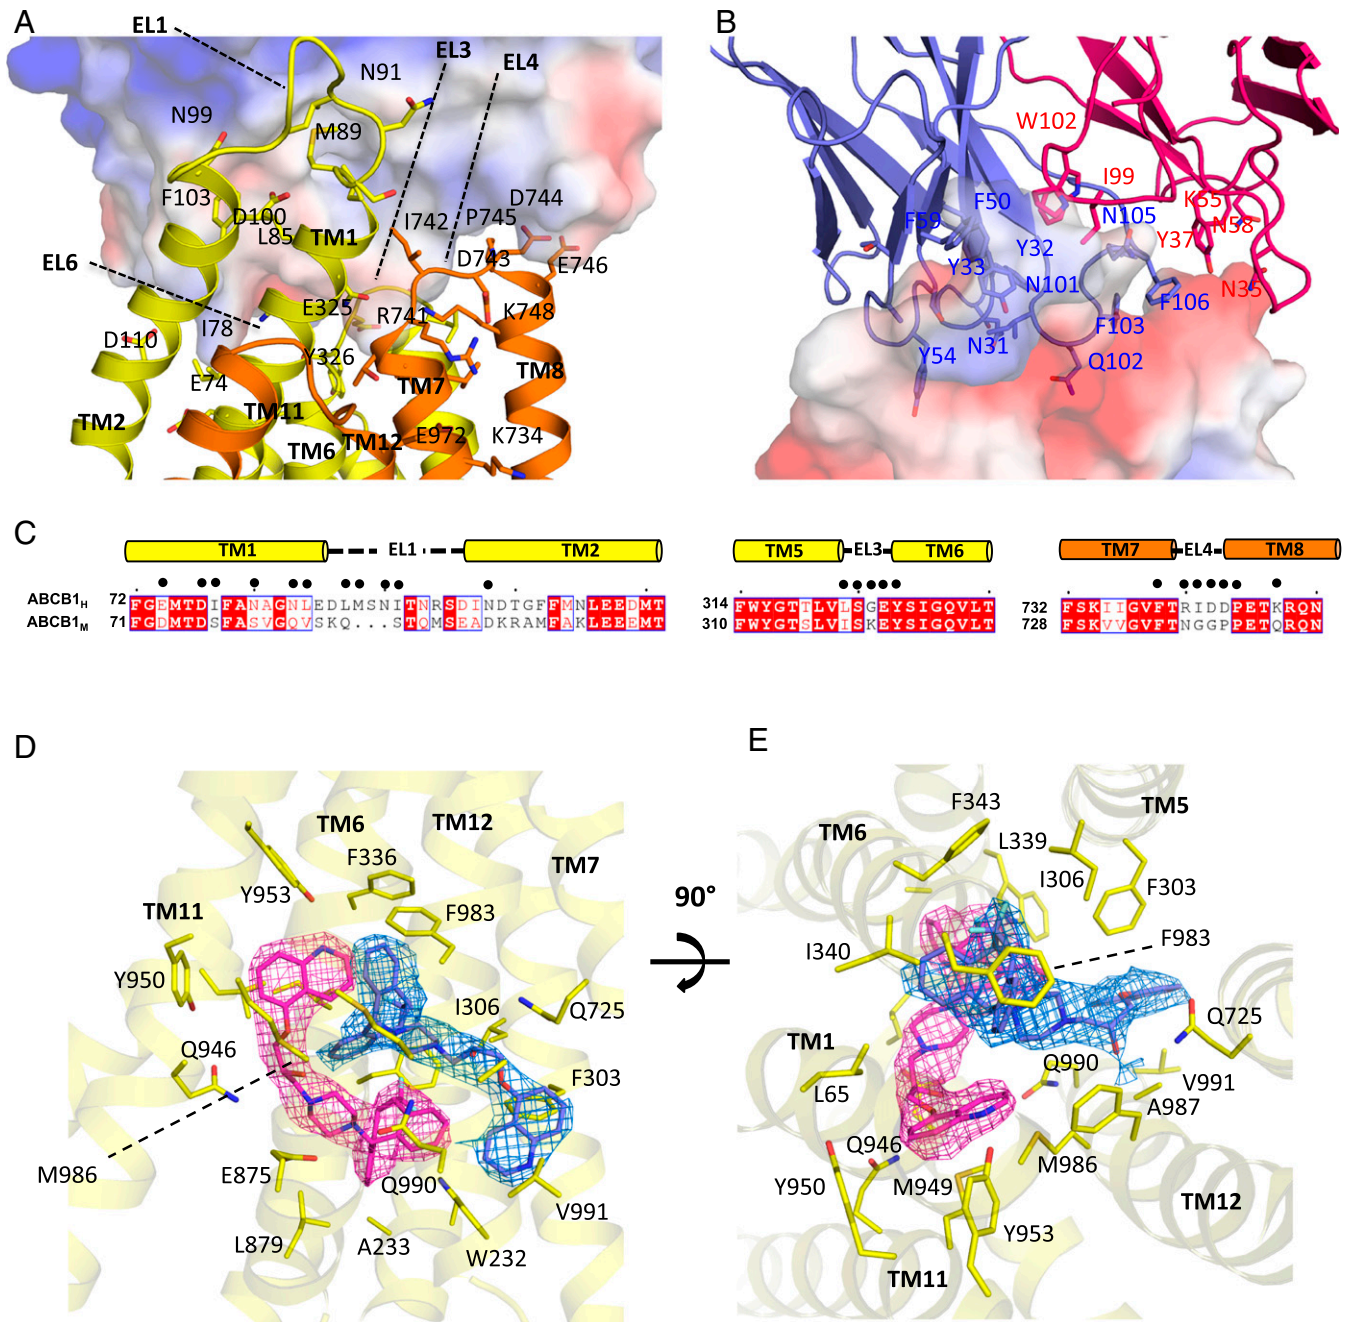 A
EL1
N91
EL3
EL4
N99
M89
F103
D100
L85
TM1
I742
P745
D744
D743
E746
EL6
E325
R741
K748
D110
I78
Y326
E74
TM7
TM8
TM2
TM11
TM6
TM12
E972
K734
B
W102
I99
F50
F59
N105
K55
N58
Y32
Y37
Y33
N101
N35
F106
F103
N31
Y54
Q102
C
TM1 EL1 TM2
TM5 EL3 TM6
TM7 EL4 TM8
ABCB1H 72 FGEMTDIFANAGNLEDLMSNITNRSDINDTGFFMNLEEDMT
ABCB1M 71 FGDMTDSFASVGQVSKQ...STQMSEADKRAMFAKLEEEMT
314 FWYGTTLVLSGEYSIGQVLT
310 FWYGTSLVISKEYSIGQVLT
732 FSKIIGVFTRIDDPETKRQN
728 FSKVVGVFTNGGPPETQRQN
D
TM6
TM12
F336
TM7
Y953
TM11
F983
Y950
I306
Q725
Q946
F303
M986
E875
Q990
V991
L879
A233
W232
90°
E
F343
TM5
TM6
L339
I306
F303
F983
I340
Q725
TM1
Q990
V991
L65
A987
Q946
M986
Y950
M949
TM12
Y953
TM11